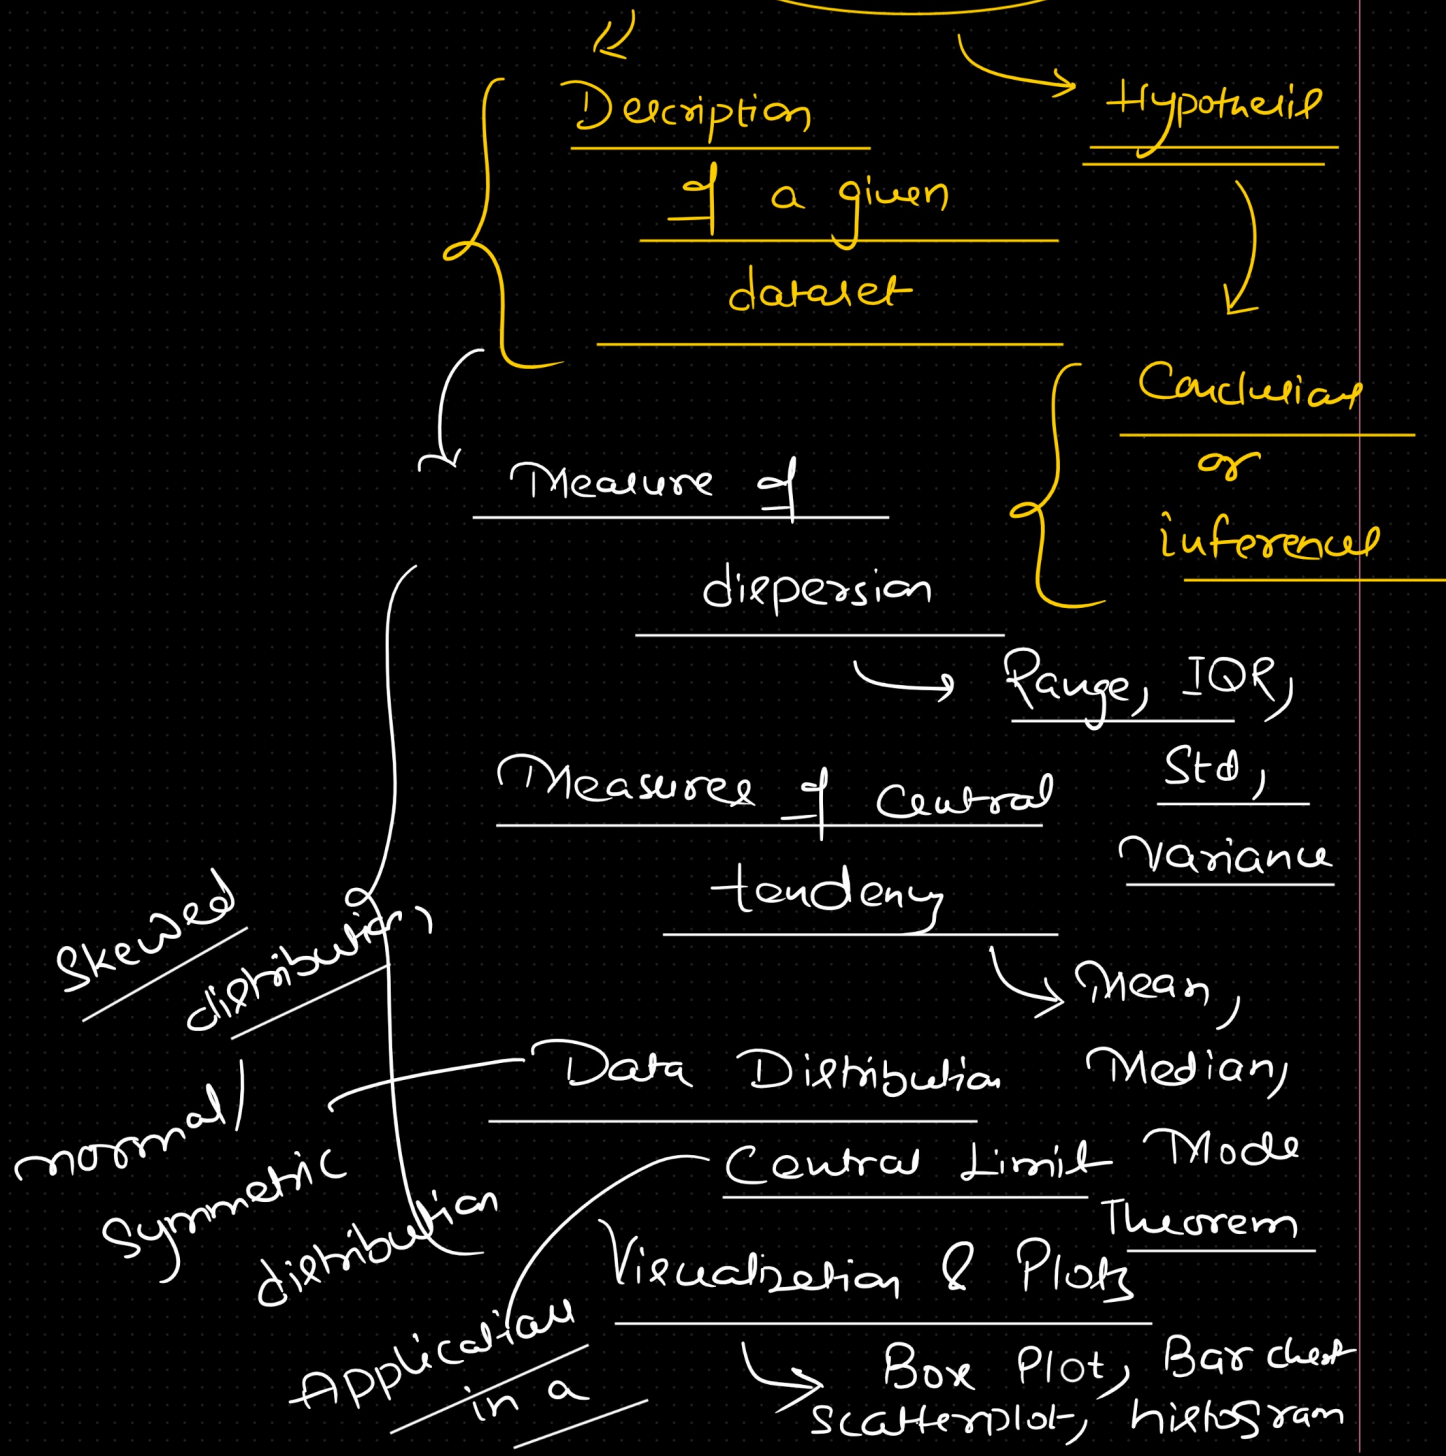 Description
of a given
dataset
Hypothesis
Conclusions
or
inferences
Measure of
dispersion
Range, IQR,
Std,
Variance
Measures of Central
tendency
Mean,
Median,
Mode
Data Distribution
Skewed
distribution,
normal/
Symmetric
distribution
Central Limit
Theorem
Application
in a
Visualization & Plots
Box Plot, Bar chart
scatterplot, histogram